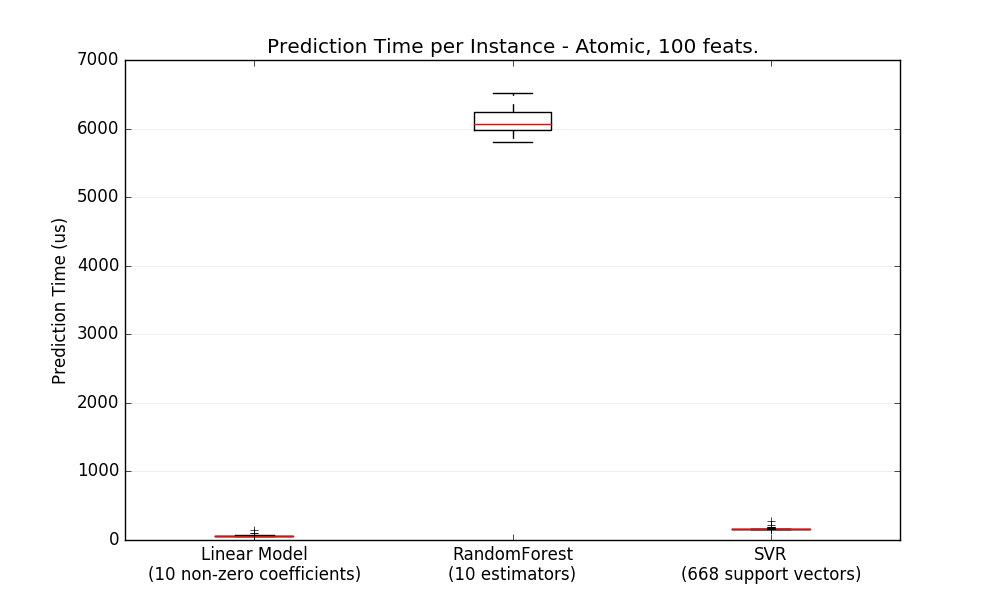 Prediction Time per Instance - Atomic, 100 feats.
7000
6000
5000
4000
3000
2000
1000
0
Prediction Time (us)
Linear Model
(10 non-zero coefficients)
RandomForest
(10 estimators)
SVR
(668 support vectors)